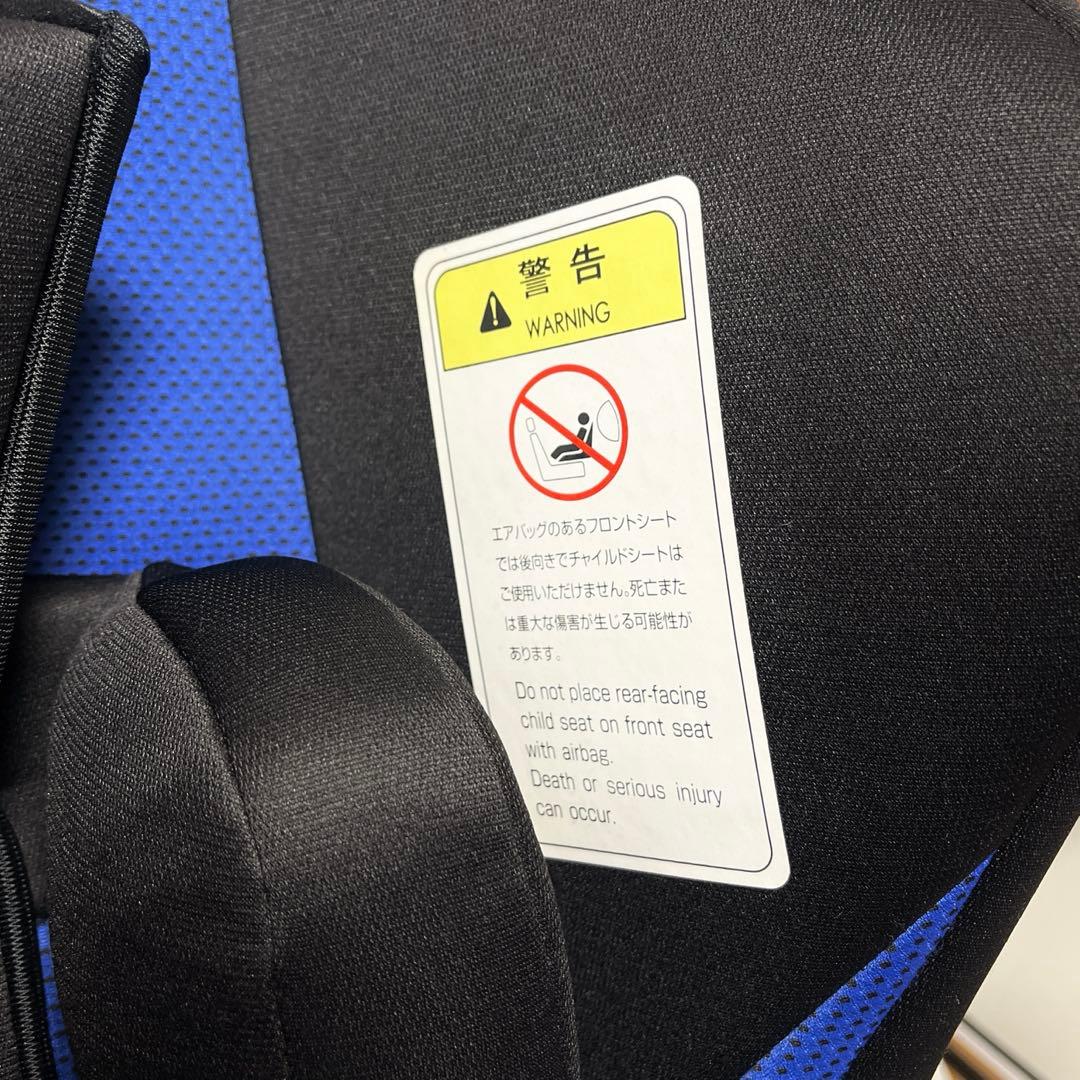 警告
WARNING
エアバッグのあるフロントシート
では後向きでチャイルドシートは
ご使用いただけません。死亡また
は重大な傷害が生じる可能性が
あります。
Do not place rear-facing
child seat on front seat
with airbag.
Death or serious injury
can occur.